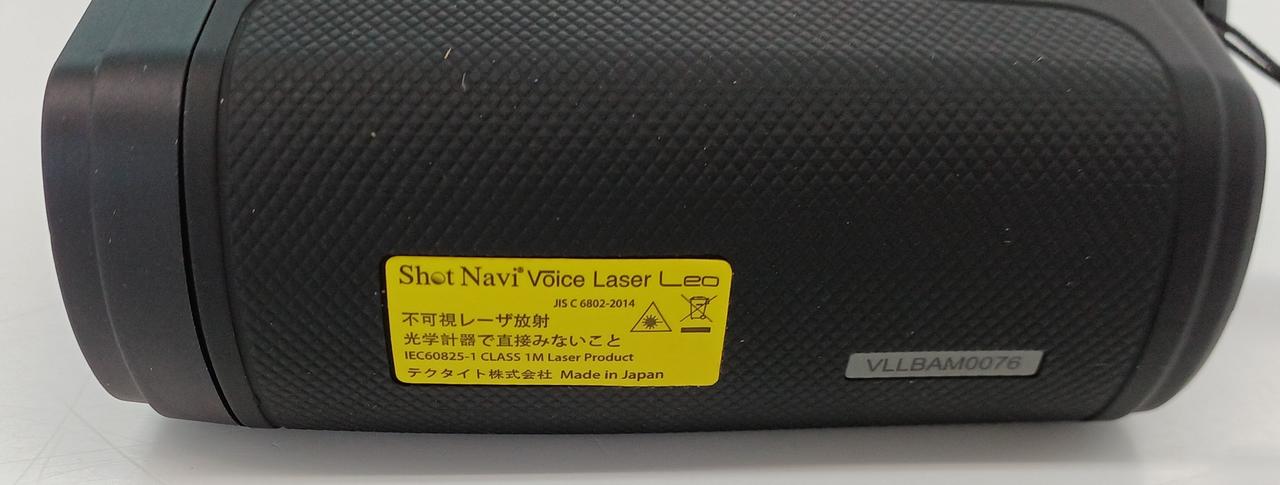 Shot Navi® Vōice Laser Leo
JIS C 6802-2014
不可視レーザ放射
光学計器で直接みないこと
IEC60825-1 CLASS 1M Laser Product
テクタイト株式会社 Made in Japan
VLLBAM0076